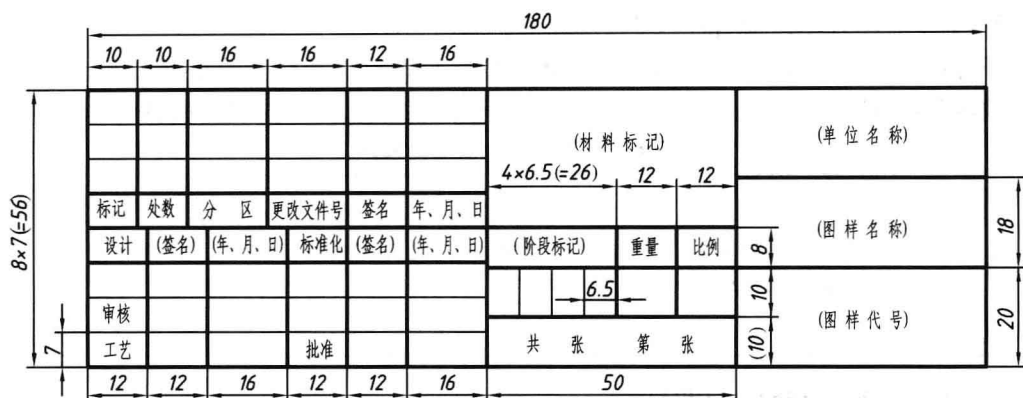 180
10 10 16 16 12 16
(材料标记)
(单位名称)
4×6.5(=26) 12 12
标记 处数 分区 更改文件号 签名 年、月、日
设计 (签名) (年、月、日) 标准化 (签名) (年、月、日)
(阶段标记) 重量 比例 8
(图样名称) 18
8×7(=56)
6.5 10
审核
(图样代号) 20
7 工艺 批准
共 张 第 张 (10)
12 12 16 12 12 16 50